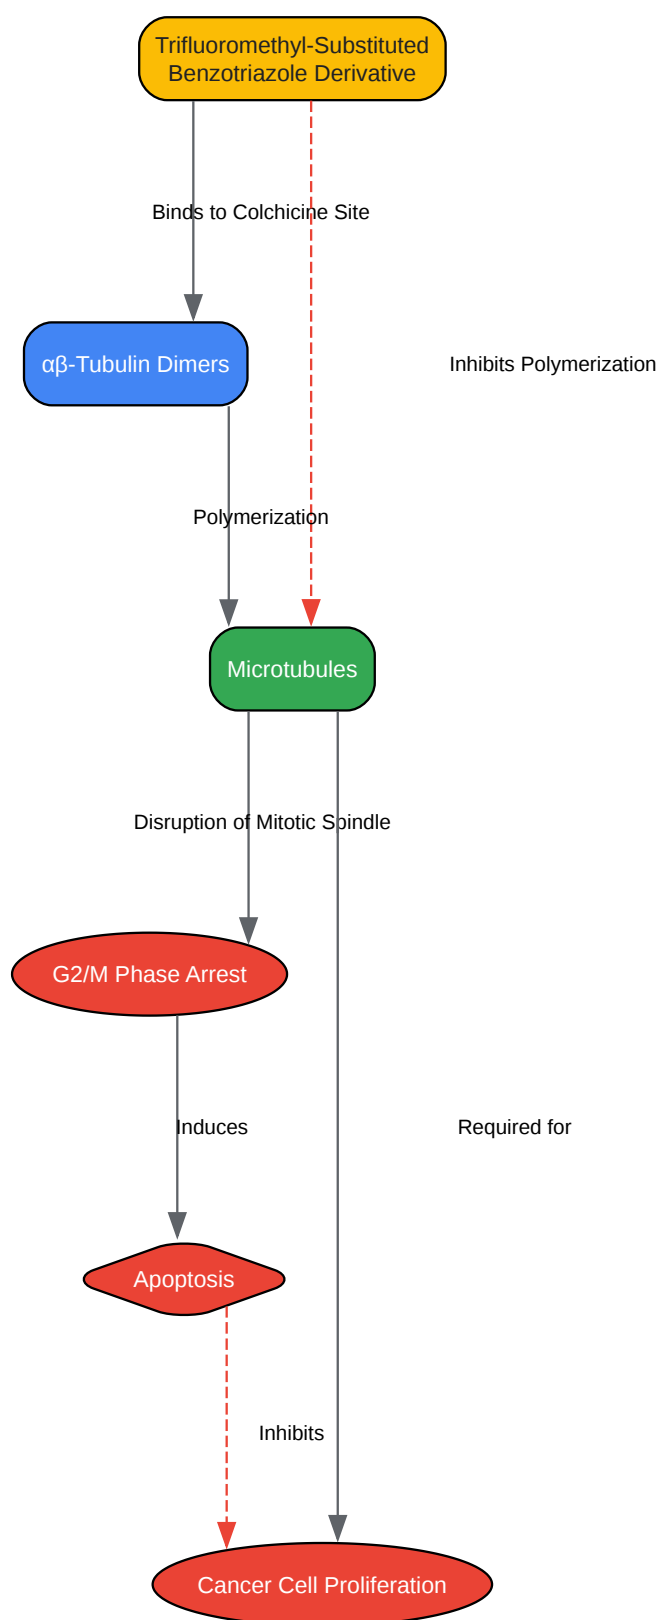 Trifluoromethyl-Substituted
Benzotriazole Derivative
Binds to Colchicine Site
αβ-Tubulin Dimers
Inhibits Polymerization
Polymerization
Microtubules
Disruption of Mitotic Spindle
G2/M Phase Arrest
Induces
Required for
Apoptosis
Inhibits
Cancer Cell Proliferation